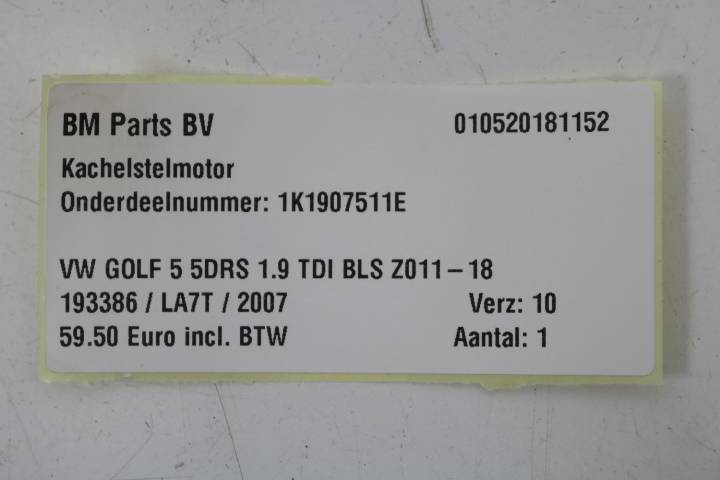 BM Parts BV 010520181152
Kachelstelmotor
Onderdeelnummer: 1K1907511E
VW GOLF 5 5DRS 1.9 TDI BLS Z011-18
193386 / LA7T / 2007 Verz: 10
59.50 Euro incl. BTW Aantal: 1